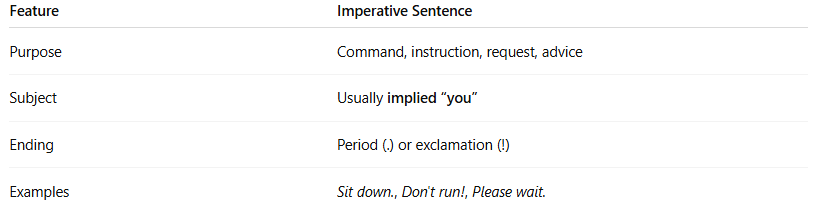 Feature Imperative Sentence
Purpose Command, instruction, request, advice
Subject Usually implied “you”
Ending Period (.) or exclamation (!)
Examples Sit down., Don't run!, Please wait.